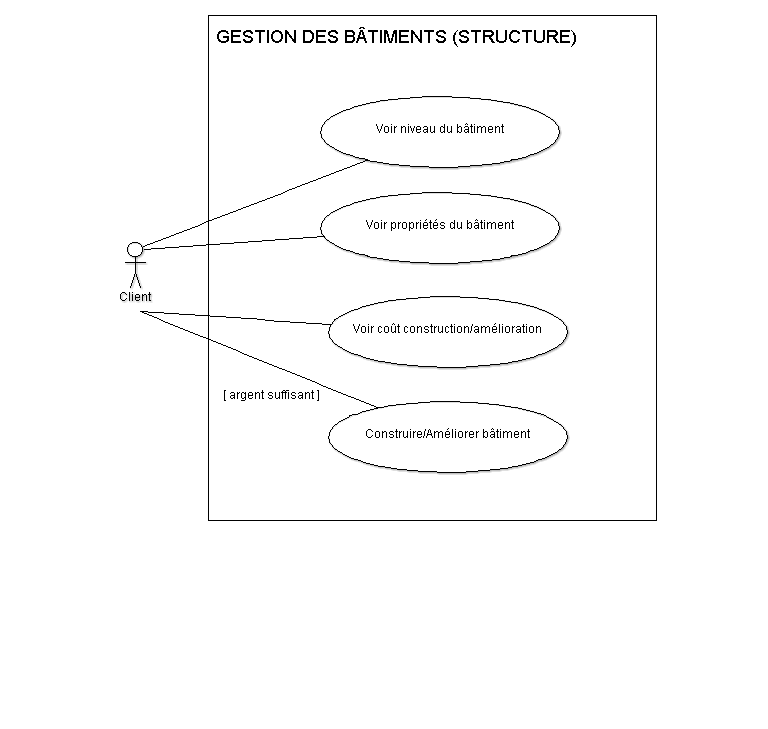 GESTION DES BÂTIMENTS (STRUCTURE)
Voir niveau du bâtiment
Voir propriétés du bâtiment
Client
Voir coût construction/amélioration
[ argent suffisant ]
Construire/Améliorer bâtiment